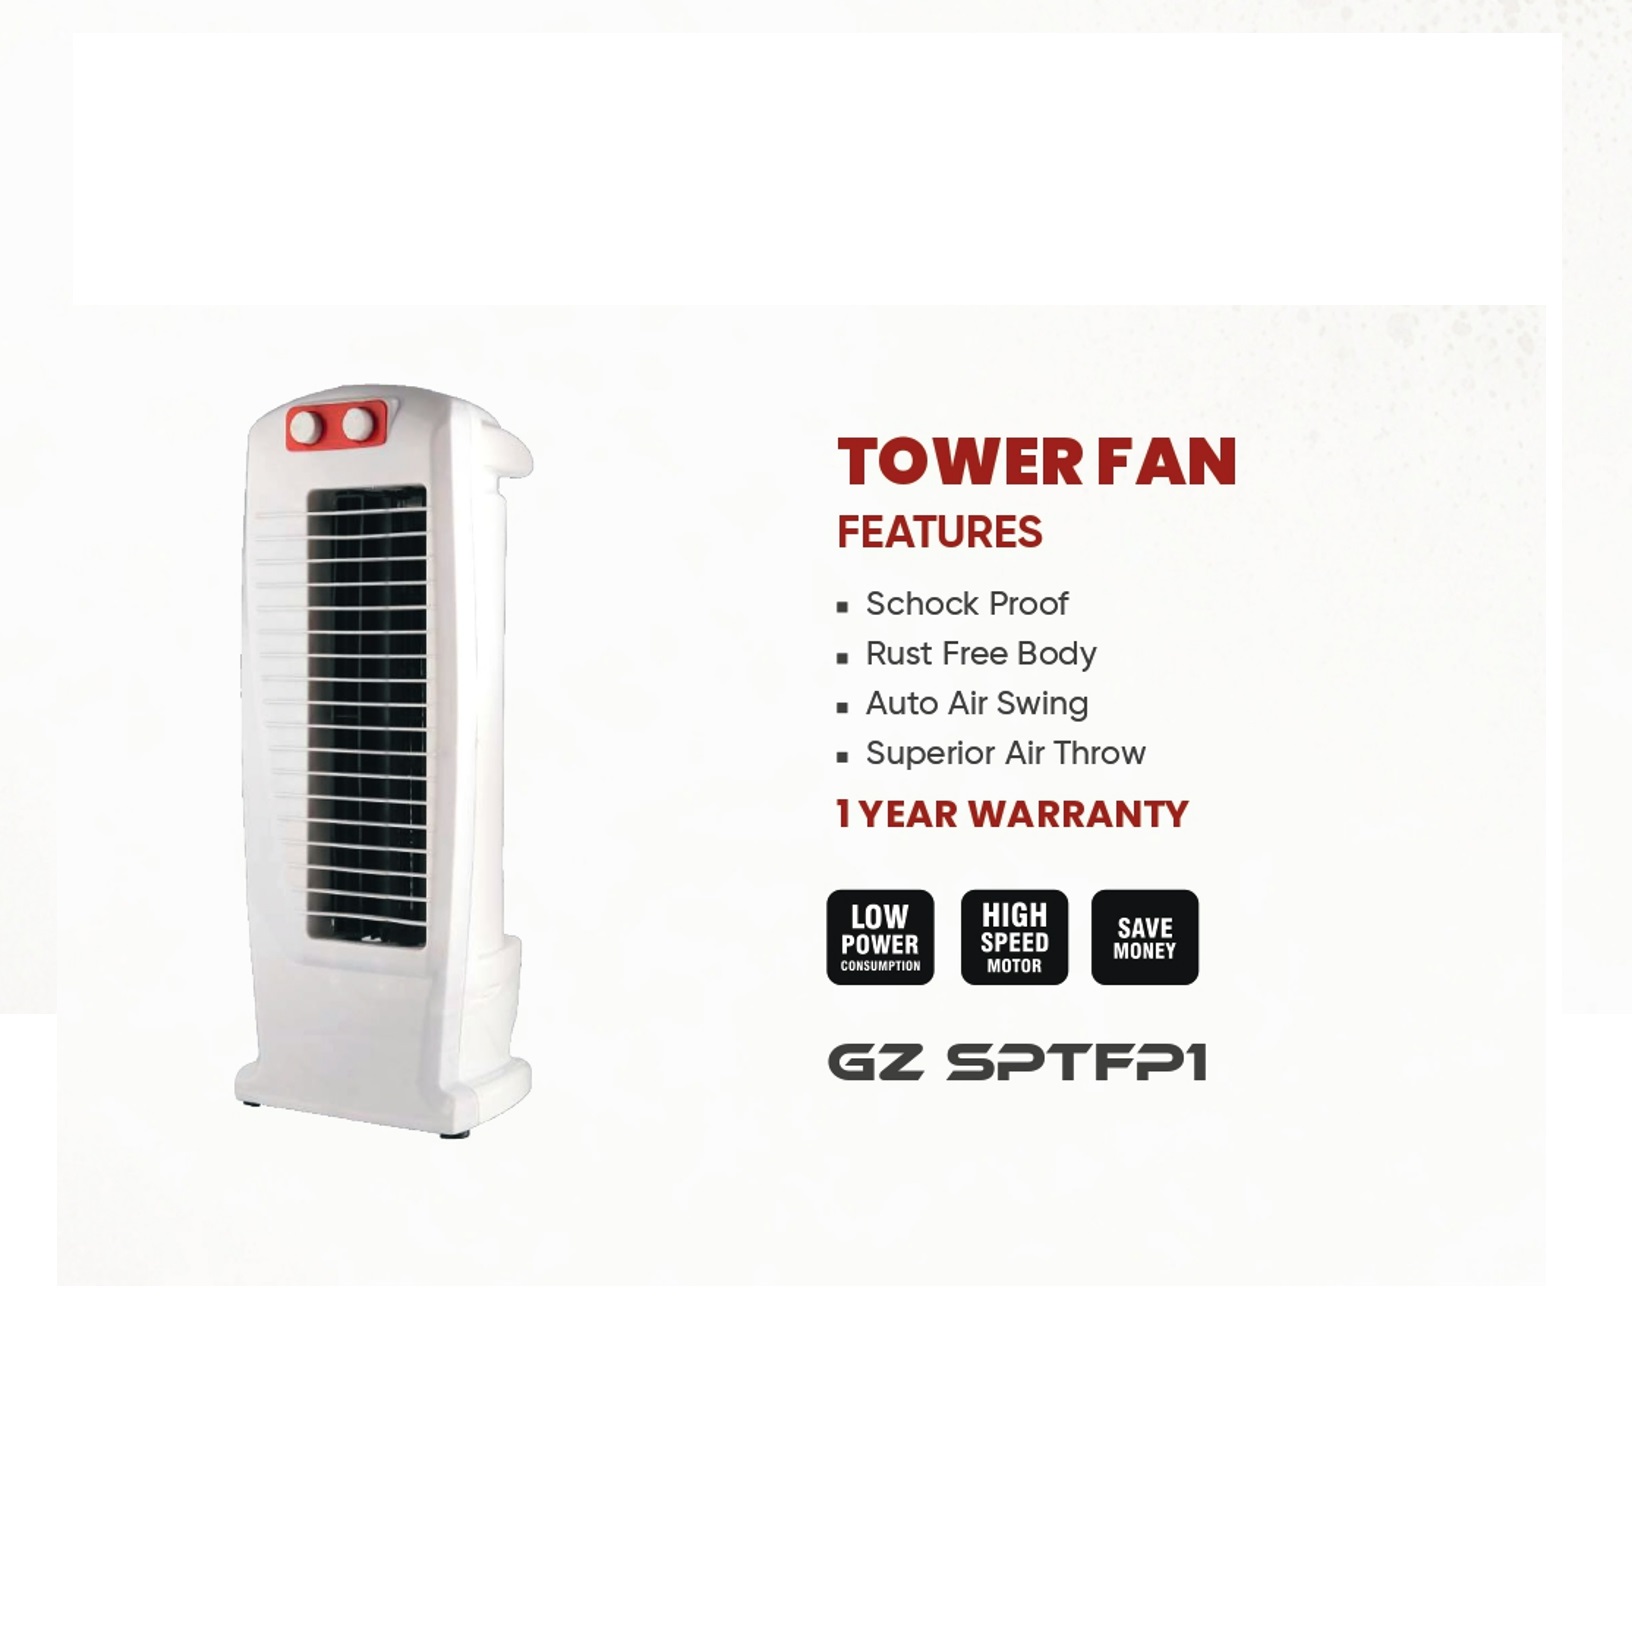 TOWER FAN
FEATURES
▪ Schock Proof
▪ Rust Free Body
▪ Auto Air Swing
▪ Superior Air Throw
1 YEAR WARRANTY
LOW
POWER
CONSUMPTION
HIGH
SPEED
MOTOR
SAVE
MONEY
GZ SPTFP1